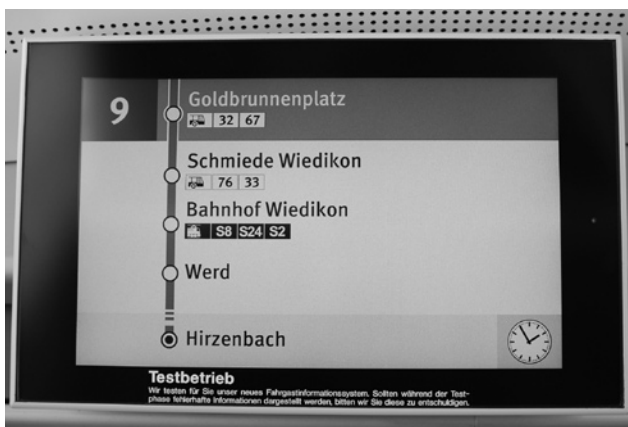 9
Goldbrunnenplatz
32 67
Schmiede Wiedikon
76 33
Bahnhof Wiedikon
S8 S24 S2
Werd
Hirzenbach
Testbetrieb
Wir testen für Sie unser neues Fahrgastinformationssystem. Sollten während der Test-
phase fehlerhafte Informationen dargestellt werden, bitten wir Sie diese zu entschuldigen.